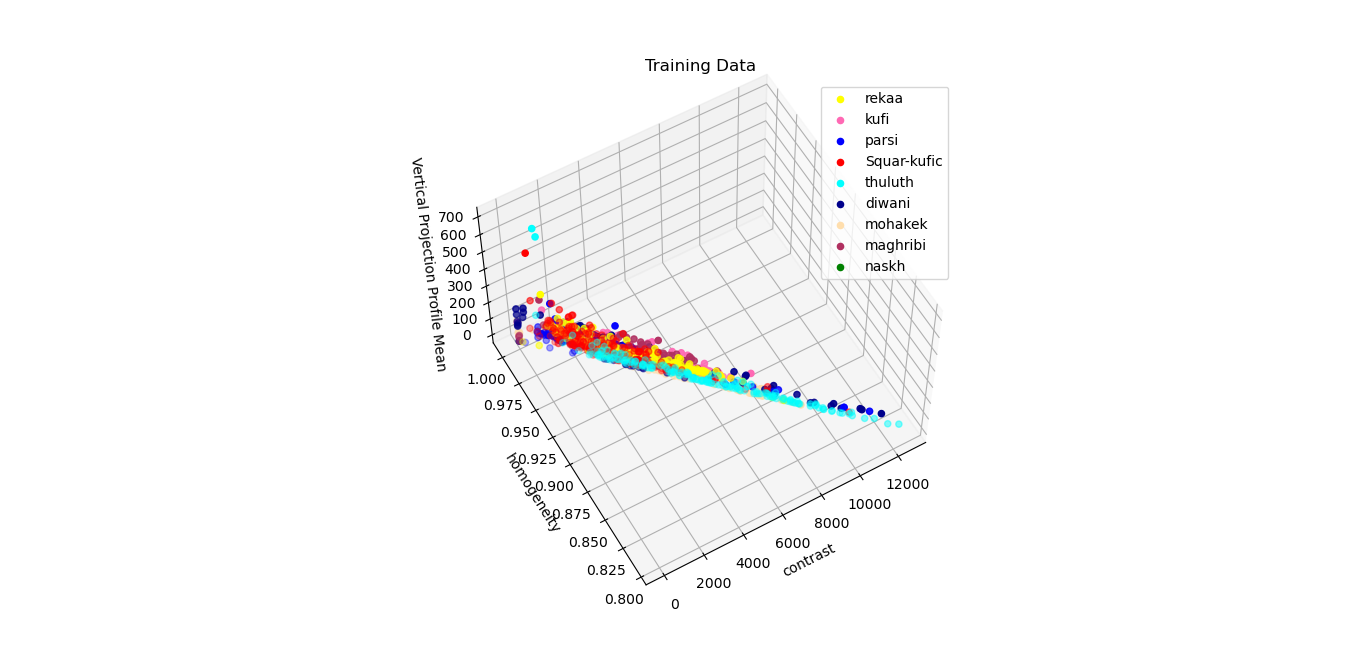 Training Data
rekaa
kufi
parsi
Squar-kufic
thuluth
diwani
mohakek
maghribi
naskh
Vertical Projection Profile Mean
700
600
500
400
300
200
100
0
homogeneity
1.000
0.975
0.950
0.925
0.900
0.875
0.850
0.825
0.800
contrast
0
2000
4000
6000
8000
10000
12000